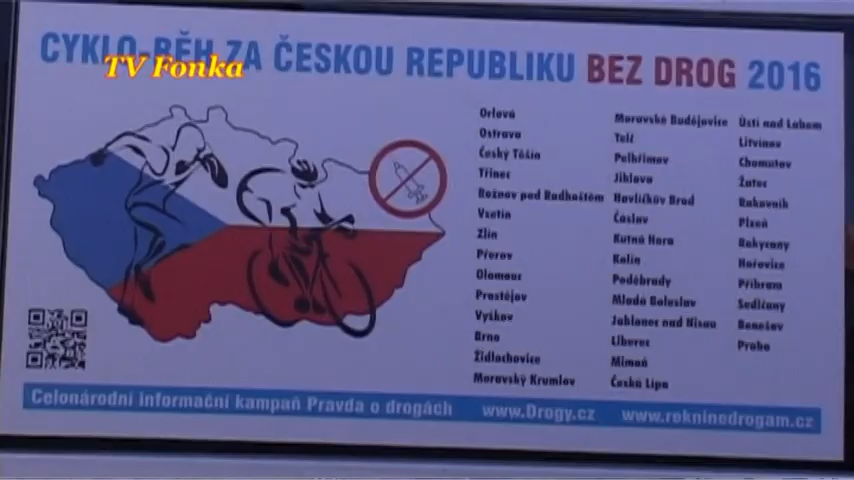 CYKLO-BĚH ZA ČESKOU REPUBLIKU BEZ DROG 2016
TV Fonka
Orlová
Ostrava
Český Těšín
Třinec
Rožnov pod Radhoštěm
Vsetín
Zlín
Přerov
Olomouc
Prostějov
Vyškov
Brno
Židlochovice
Moravský Krumlov
Moravské Budějovice
Telč
Pelhřimov
Jihlava
Havlíčkův Brod
Čáslav
Kutná Hora
Kolín
Poděbrady
Mladá Boleslav
Jablonec nad Nisou
Liberec
Mimoň
Česká Lípa
Ústí nad Labem
Litvínov
Chomutov
Žatec
Rakovník
Plzeň
Rokycany
Hořovice
Příbram
Sedlčany
Benešov
Praha
Celonárodní informační kampaň Pravda o drogách www.Drogy.cz www.rekninedrogam.cz